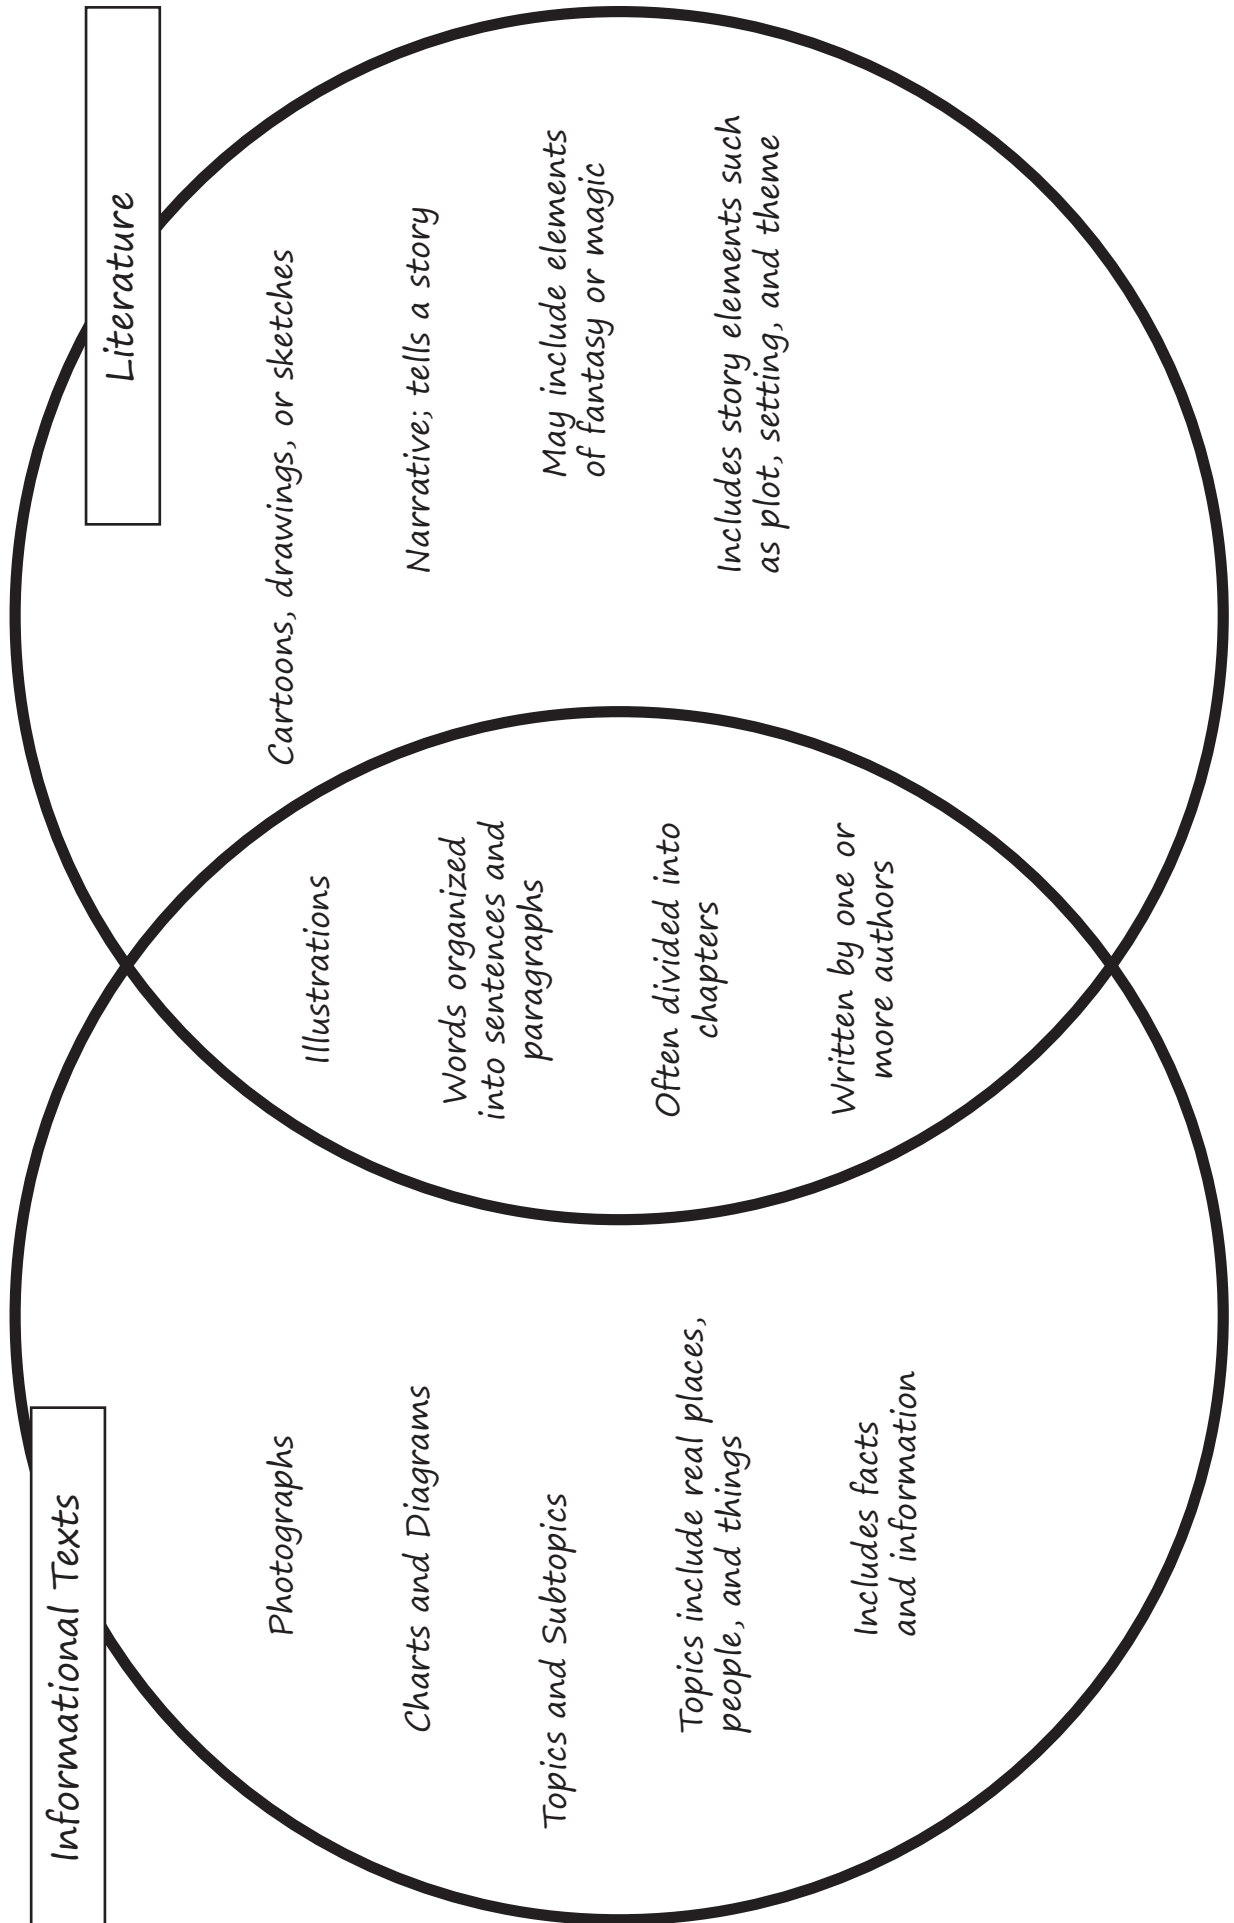 Informational Texts
Photographs
Charts and Diagrams
Topics and Subtopics
Topics include real places,
people, and things
Includes facts
and information
Illustrations
Words organized
into sentences and
paragraphs
Often divided into
chapters
Written by one or
more authors
Literature
Cartoons, drawings, or sketches
Narrative; tells a story
May include elements
of fantasy or magic
Includes story elements such
as plot, setting, and theme